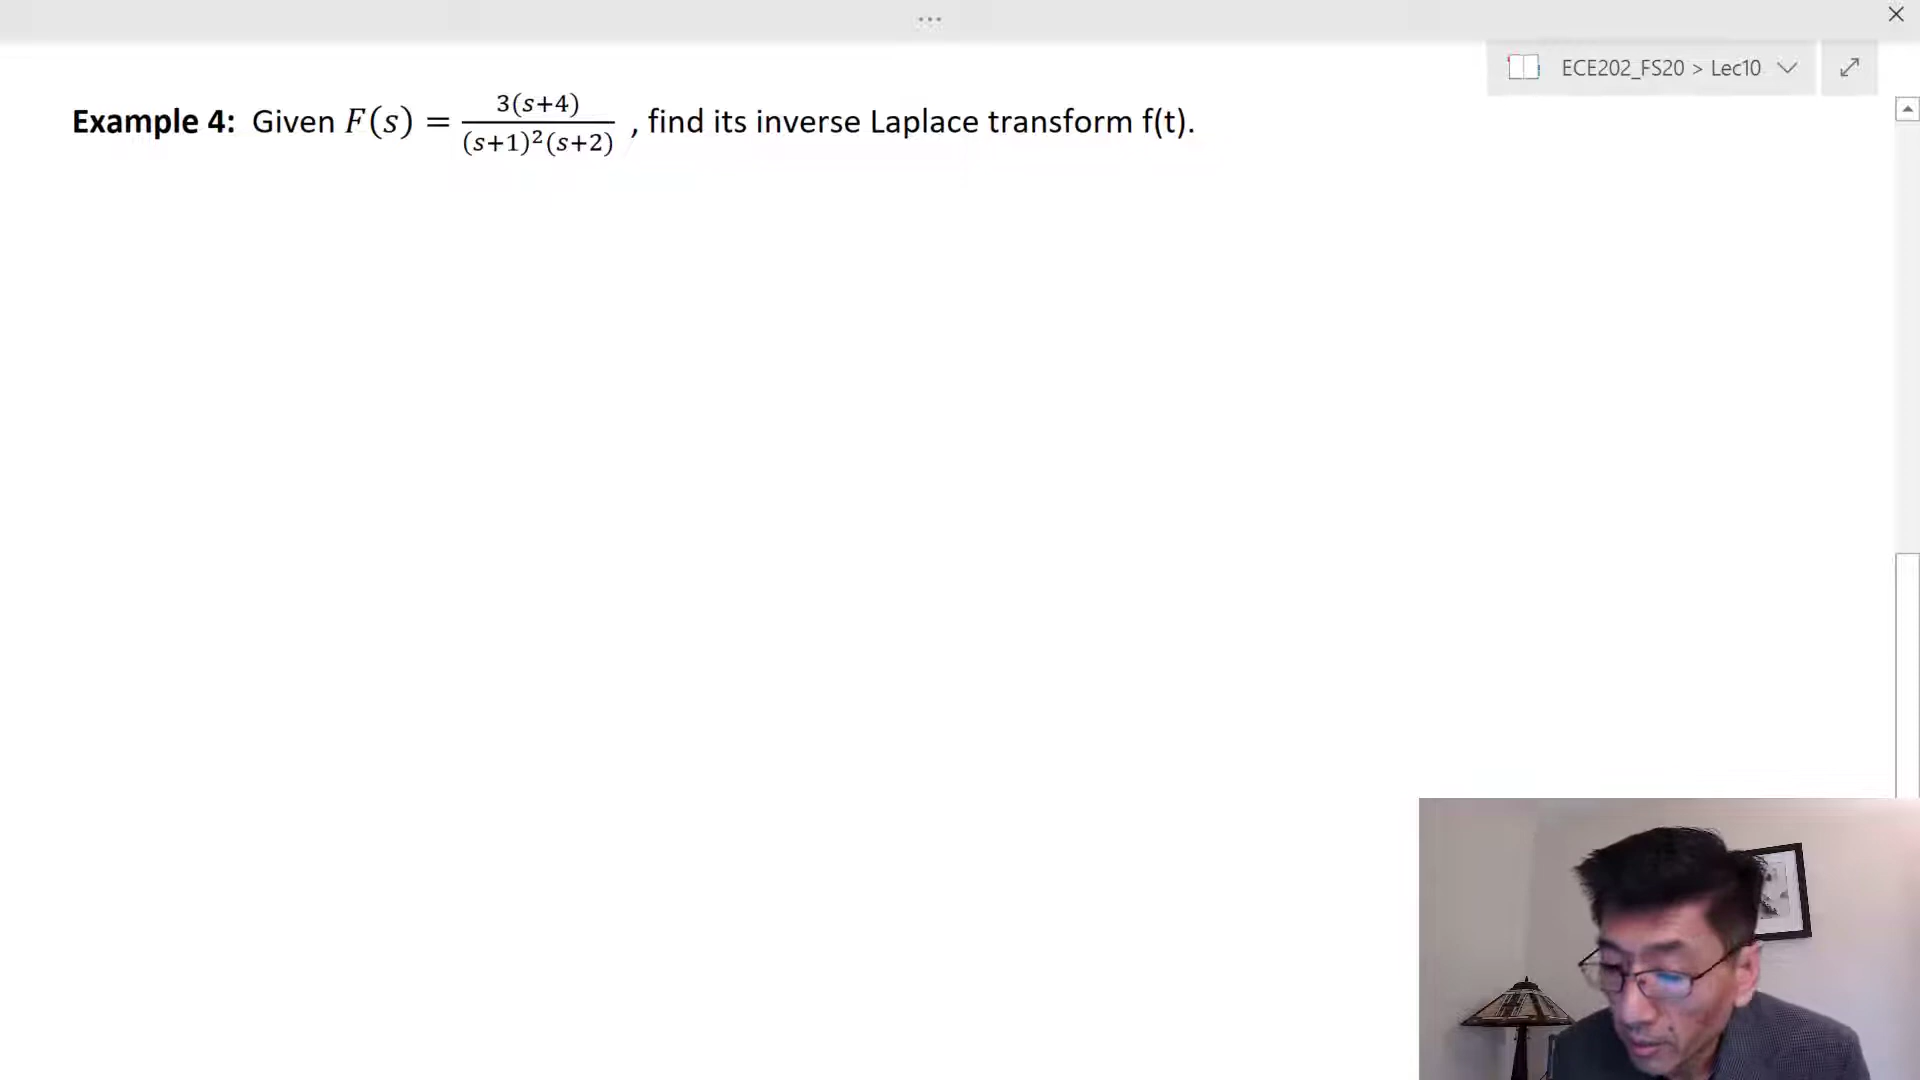 ECE202_FS20 > Lec10
Example 4: Given F(s) = 3(s+4)/((s+1)²(s+2)) , find its inverse Laplace transform f(t).